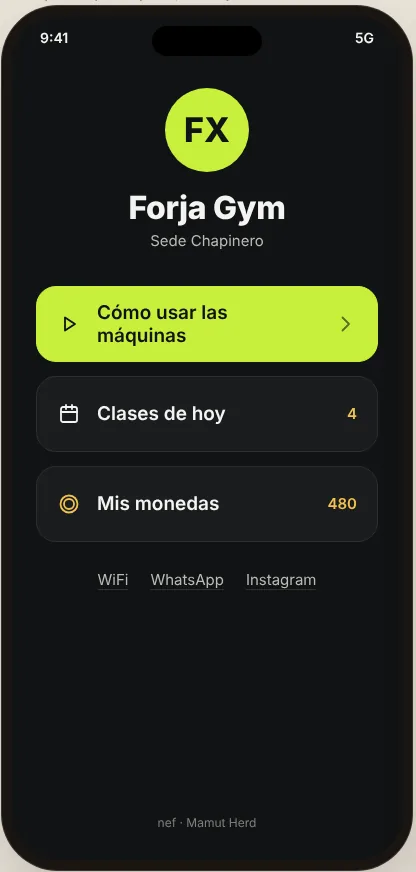 9:41
5G
FX
Forja Gym
Sede Chapinero
Cómo usar las
máquinas
Clases de hoy
4
Mis monedas
480
WiFi WhatsApp Instagram
nef · Mamut Herd